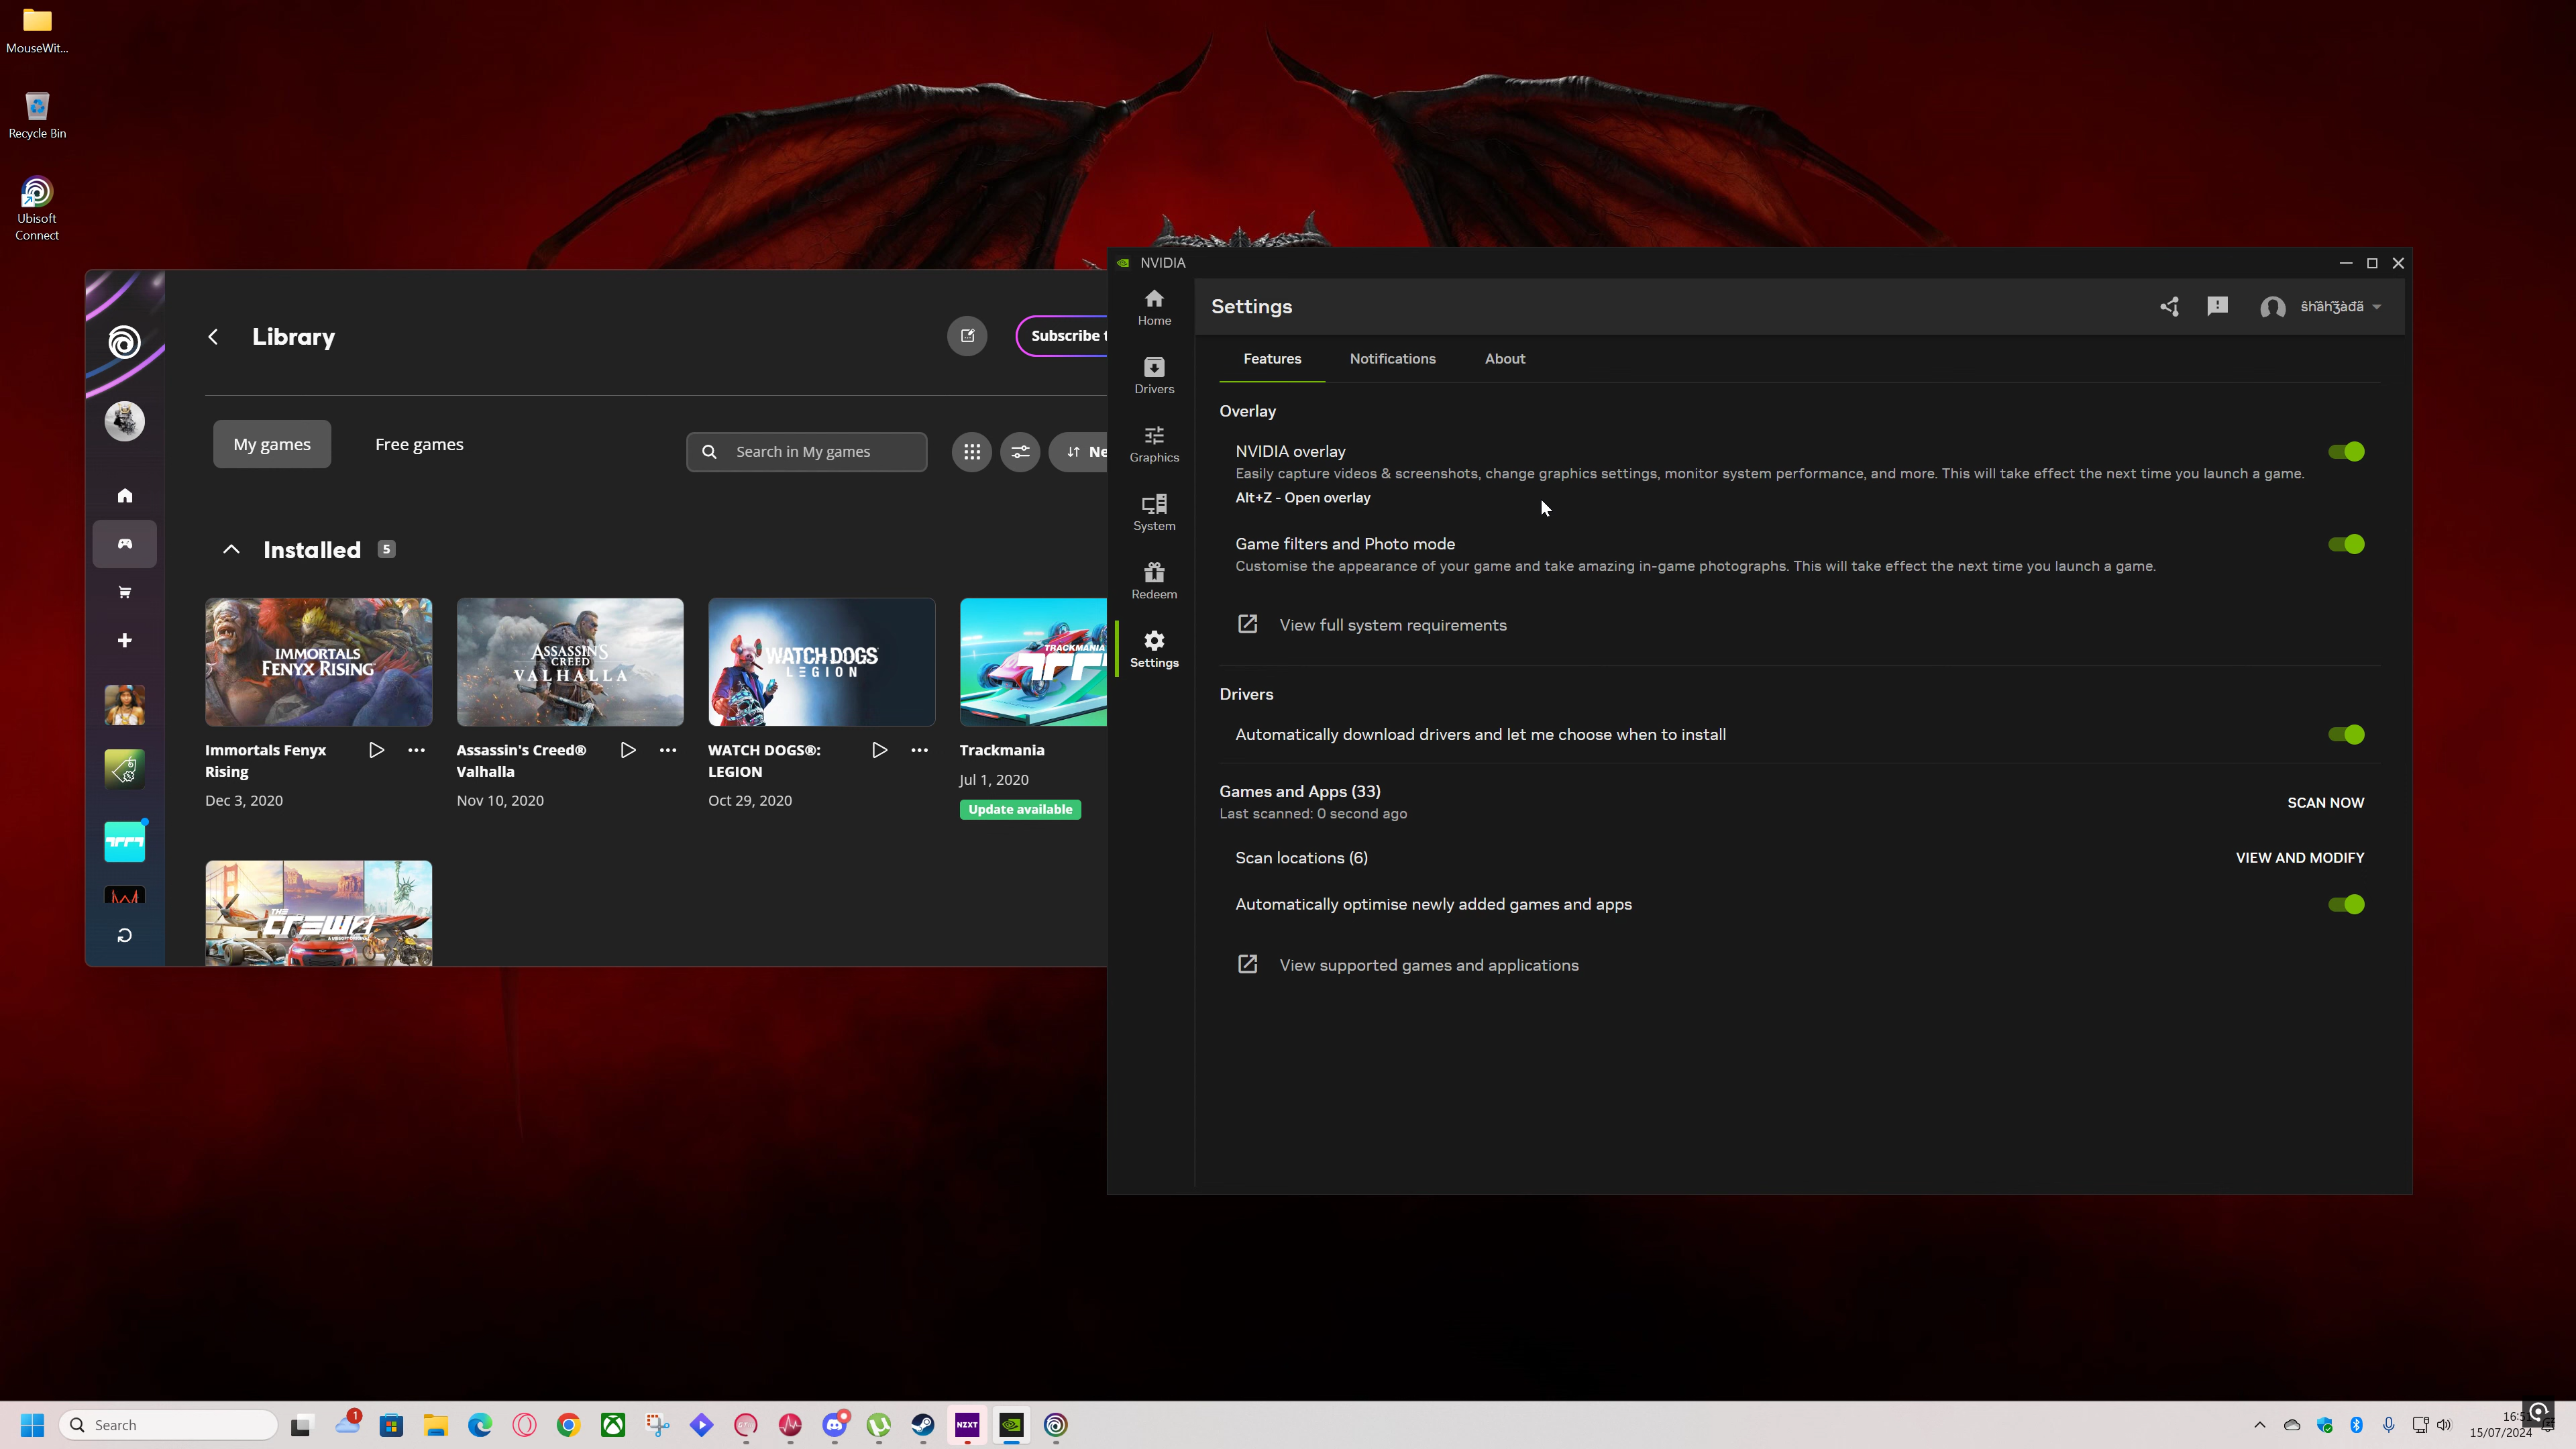 MouseWit...
Recycle Bin
Ubisoft
Connect
Library
Subscribe t
My games
Free games
Search in My games
Ne
Installed 5
IMMORTALS
FENYX RISING
ASSASSIN'S
CREED
VALHALLA
WATCH DOGS
LEGION
TRACKMANIA
Immortals Fenyx
Rising
Dec 3, 2020
Assassin's Creed®
Valhalla
Nov 10, 2020
WATCH DOGS®:
LEGION
Oct 29, 2020
Trackmania
Jul 1, 2020
Update available
THE
CREW 2
NVIDIA
Home
Drivers
Graphics
System
Redeem
Settings
Settings
Features
Notifications
About
Overlay
NVIDIA overlay
Easily capture videos & screenshots, change graphics settings, monitor system performance, and more. This will take effect the next time you launch a game.
Alt+Z - Open overlay
Game filters and Photo mode
Customise the appearance of your game and take amazing in-game photographs. This will take effect the next time you launch a game.
View full system requirements
Drivers
Automatically download drivers and let me choose when to install
Games and Apps (33)
Last scanned: 0 second ago
SCAN NOW
Scan locations (6)
VIEW AND MODIFY
Automatically optimise newly added games and apps
View supported games and applications
Search
1
NZXT
16:51
15/07/2024